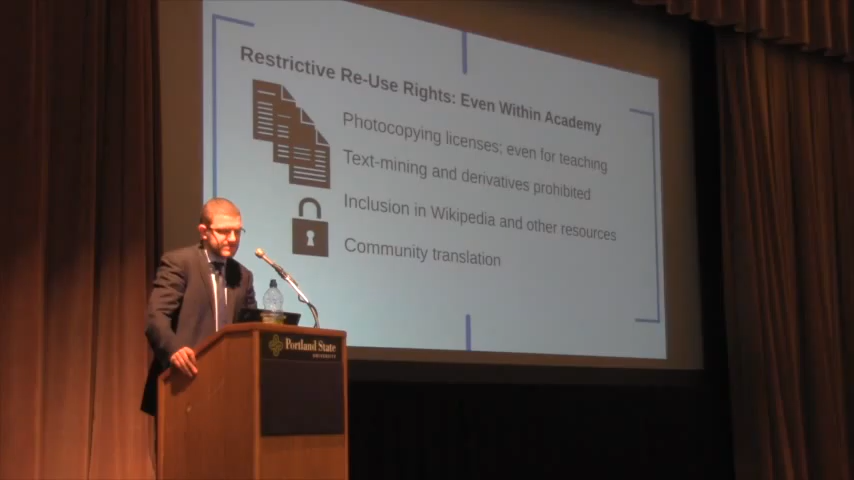 Restrictive Re-Use Rights: Even Within Academy
Photocopying licenses; even for teaching
Text-mining and derivatives prohibited
Inclusion in Wikipedia and other resources
Community translation
Portland State
UNIVERSITY